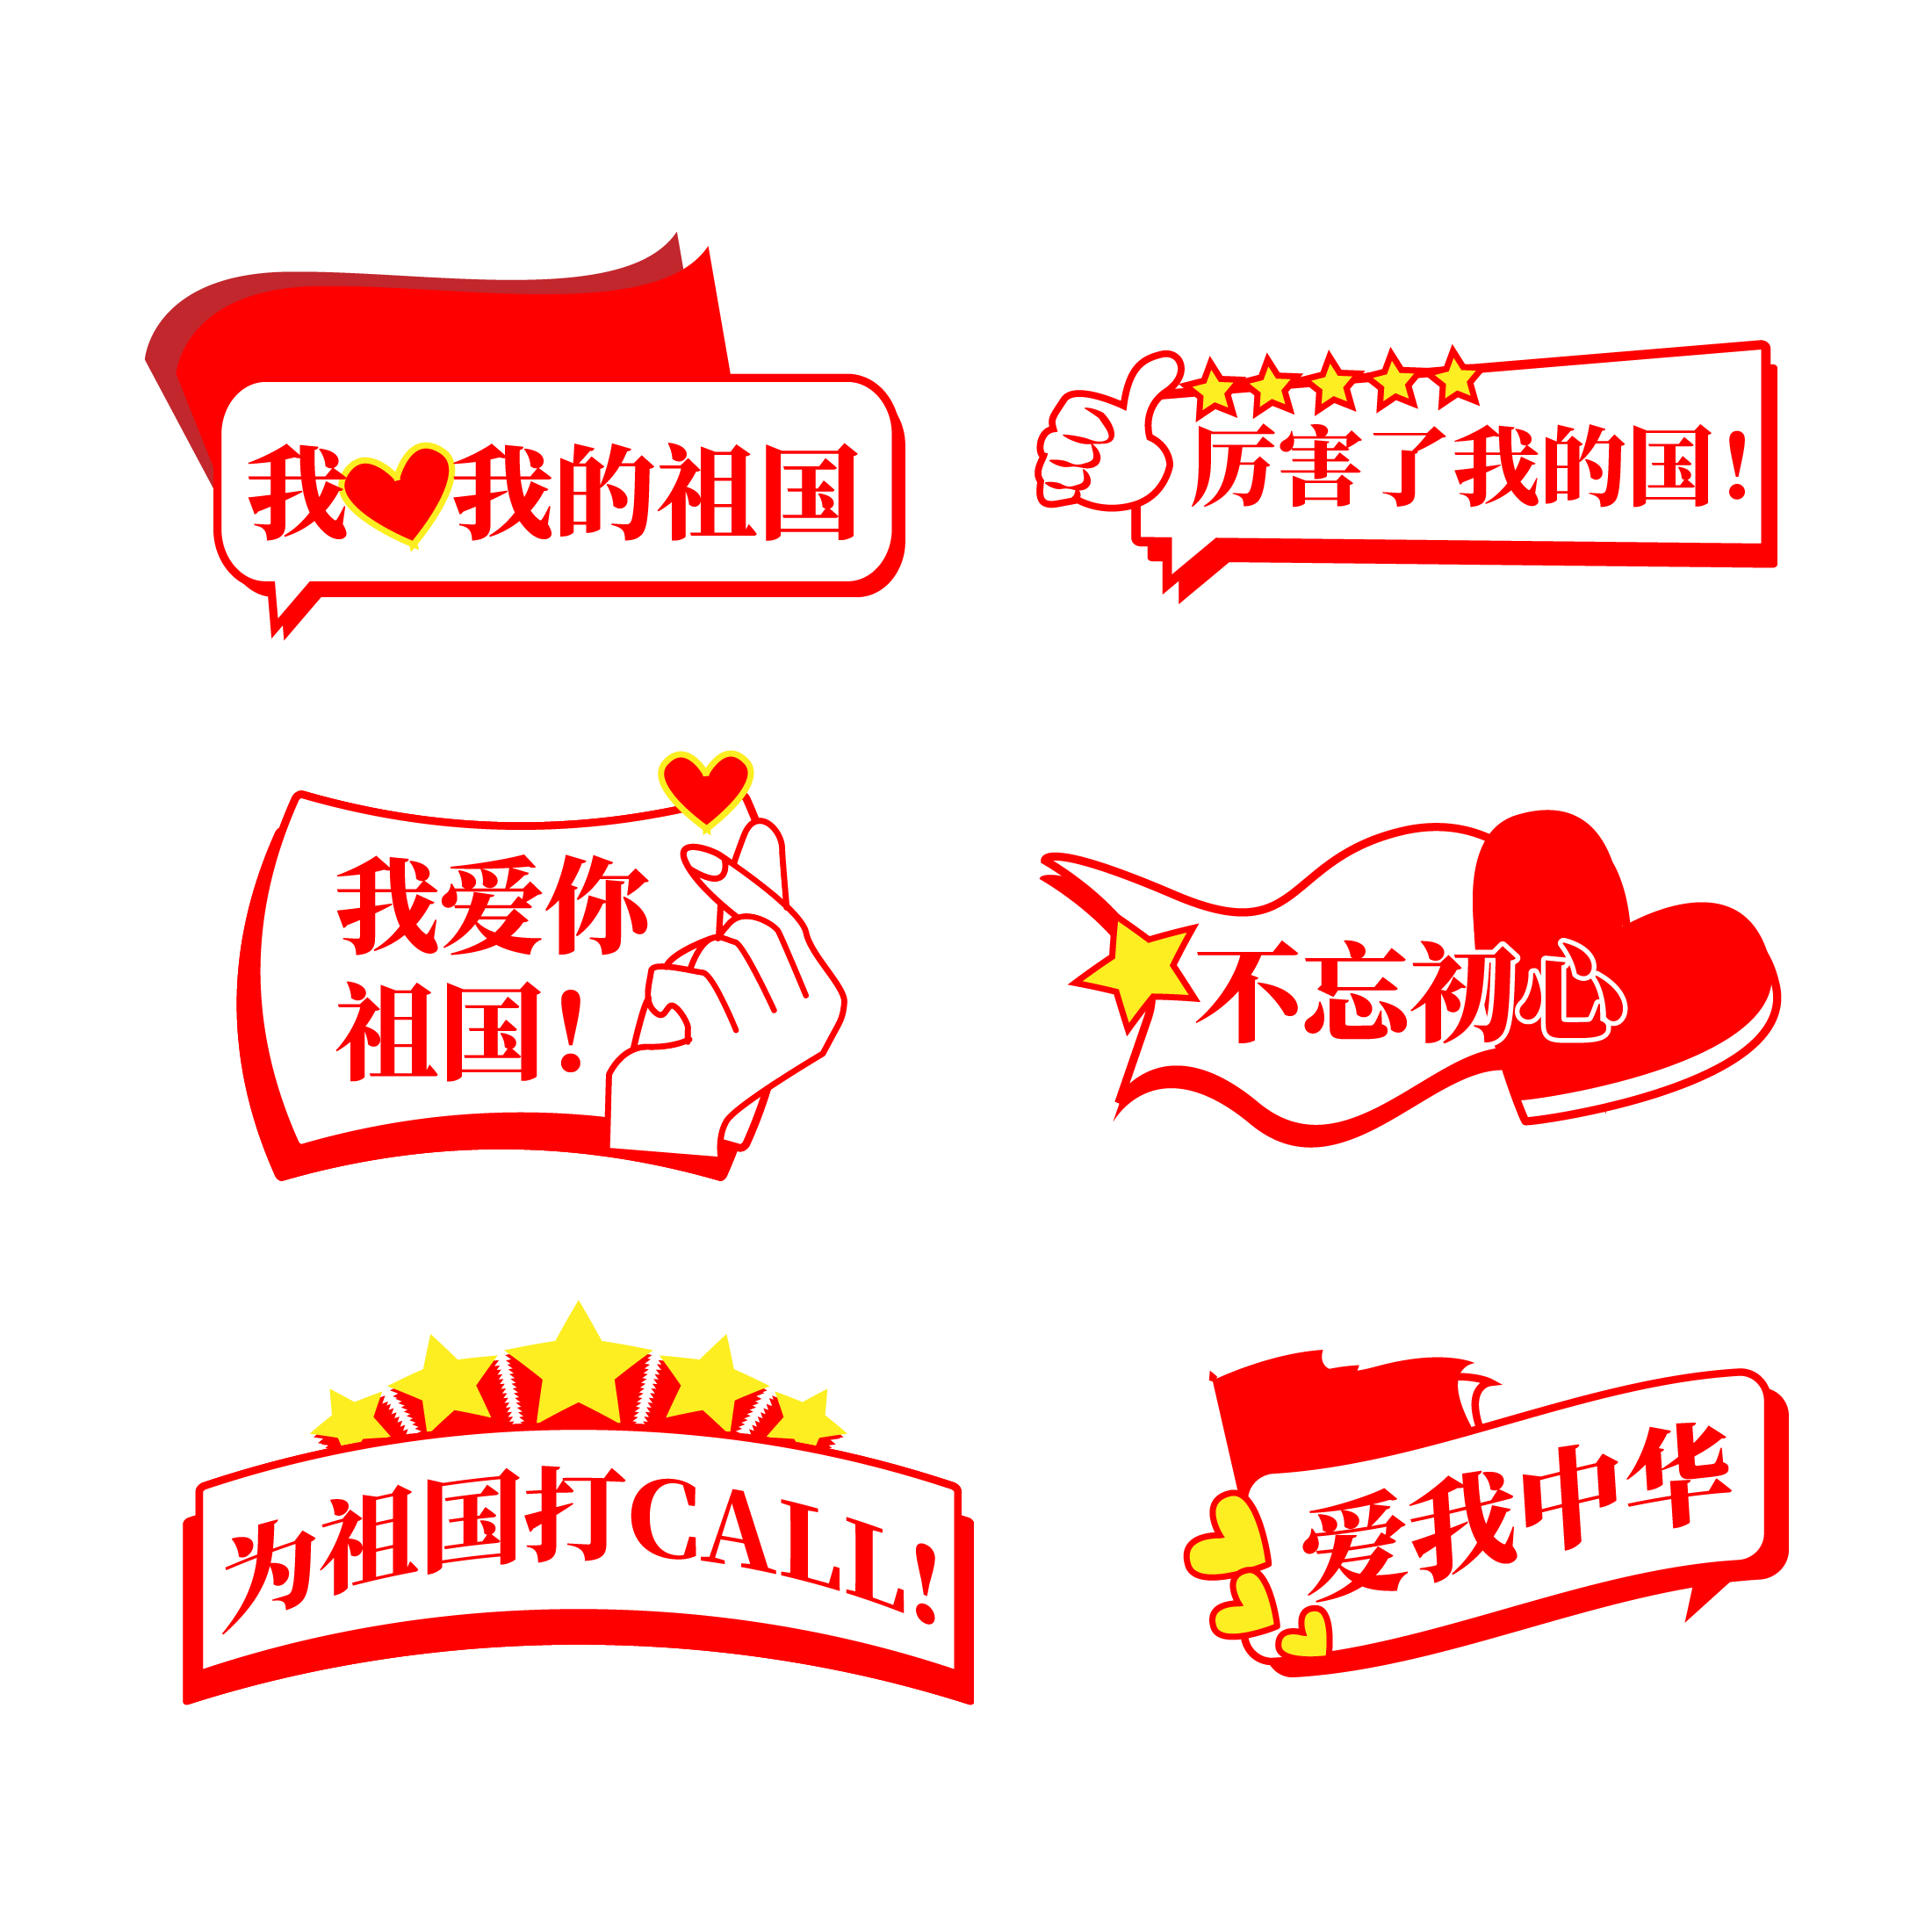 我❤我的祖国
厉害了我的国！
我爱你
祖国！
不忘初心
为祖国打CALL！
爱我中华